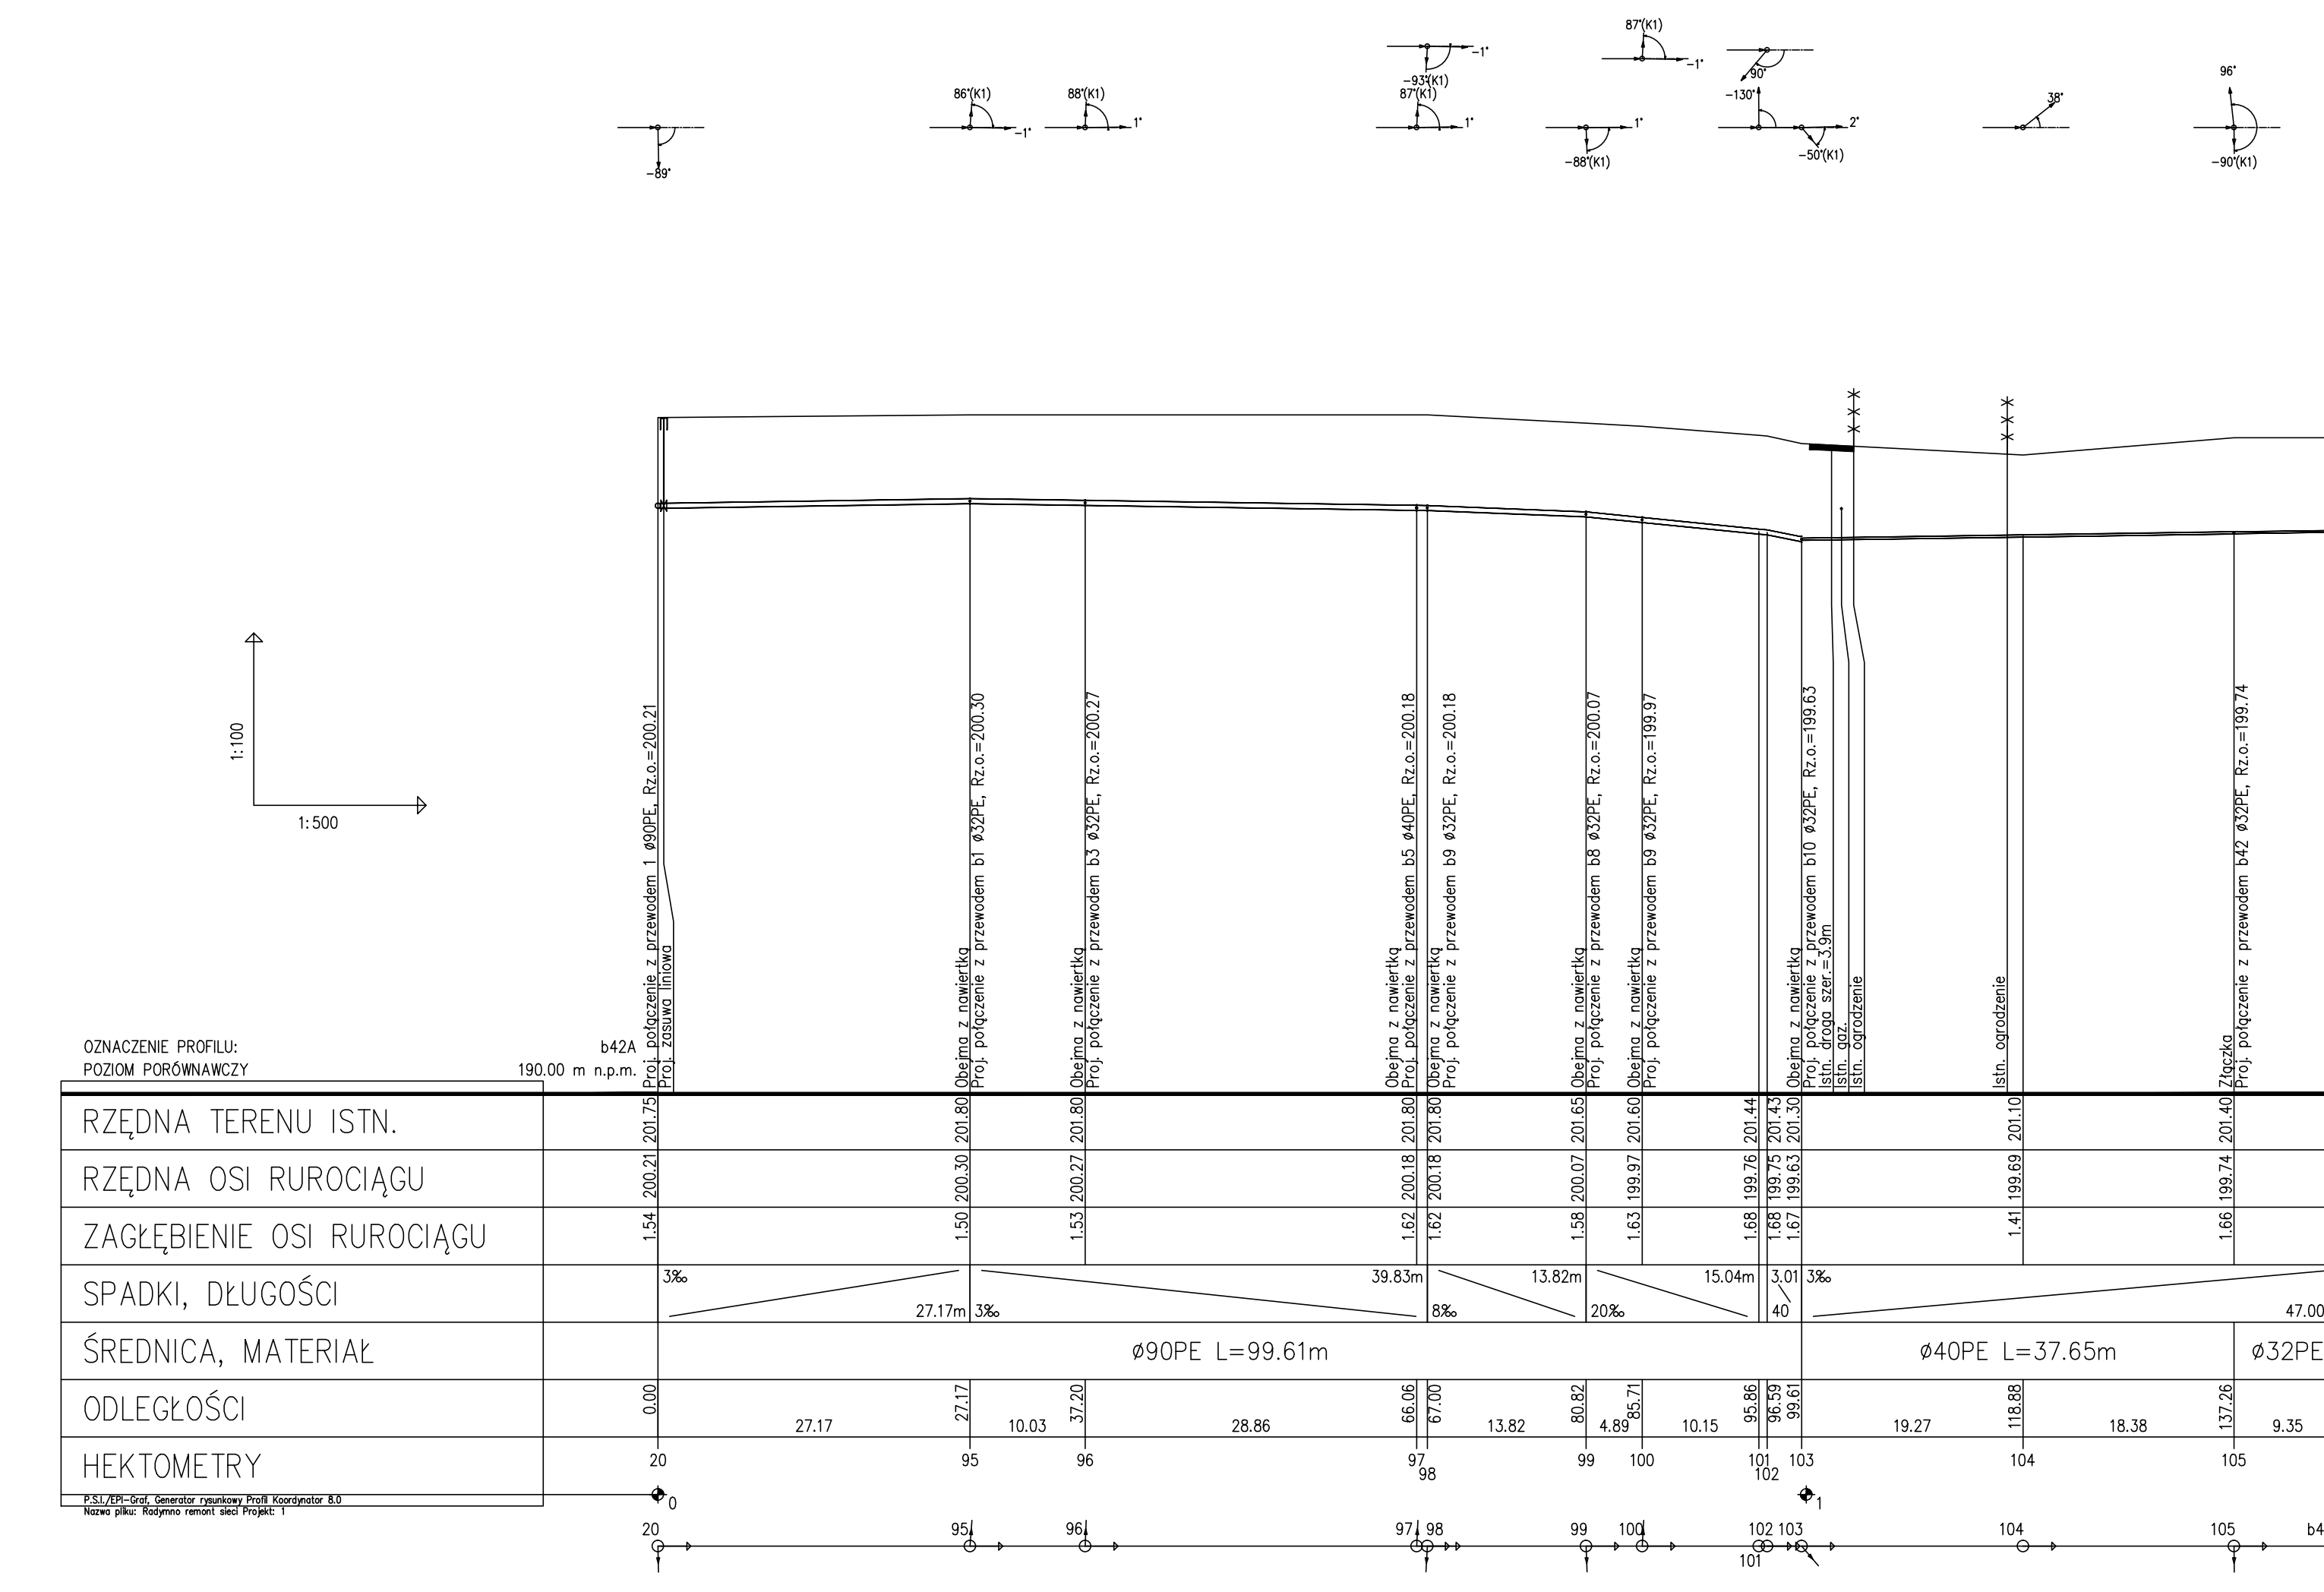 87°(K1)
-1°
-1°
-93°(K1)
90°
96°
86°(K1)
88°(K1)
87°(K1)
-130°
38°
-1°
1°
1°
1°
2°
-89°
-88°(K1)
-50°(K1)
-90°(K1)
1:100
1:500
Proj. połączenie z przewodem 1 ø90PE, Rz.o.=200.21
Proj. zasuwa liniowa
Obejma z nawiertką
Proj. połączenie z przewodem b1 ø32PE, Rz.o.=200.30
Obejma z nawiertką
Proj. połączenie z przewodem b3 ø32PE, Rz.o.=200.27
Obejma z nawiertką
Proj. połączenie z przewodem b5 ø40PE, Rz.o.=200.18
Obejma z nawiertką
Proj. połączenie z przewodem b9 ø32PE, Rz.o.=200.18
Obejma z nawiertką
Proj. połączenie z przewodem b8 ø32PE, Rz.o.=200.07
Obejma z nawiertką
Proj. połączenie z przewodem b9 ø32PE, Rz.o.=199.97
Obejma z nawiertką
Proj. połączenie z przewodem b10 ø32PE, Rz.o.=199.63
Istn. droga szer.=3.9m
Istn. gaz.
Istn. ogrodzenie
Istn. ogrodzenie
Złączka
Proj. połączenie z przewodem b42 ø32PE, Rz.o.=199.74
OZNACZENIE PROFILU: b42A
POZIOM PORÓWNAWCZY 190.00 m n.p.m.
RZĘDNA TERENU ISTN. 201.75 201.80 201.80 201.80 201.80 201.65 201.60 201.44 201.43 201.30 201.10 201.40
RZĘDNA OSI RUROCIĄGU 200.21 200.30 200.27 200.18 200.18 200.07 199.97 199.76 199.75 199.63 199.69 199.74
ZAGŁĘBIENIE OSI RUROCIĄGU 1.54 1.50 1.53 1.62 1.62 1.58 1.63 1.68 1.68 1.67 1.41 1.66
SPADKI, DŁUGOŚCI
3‰ 39.83m 13.82m 15.04m 3.01 3‰
27.17m 3‰ 8‰ 20‰ 40 47.00
ŚREDNICA, MATERIAŁ ø90PE L=99.61m ø40PE L=37.65m ø32PE
ODLEGŁOŚCI 0.00 27.17 37.20 66.06 67.00 80.82 85.71 95.86 96.59 99.61 118.88 137.26
27.17 10.03 28.86 13.82 4.89 10.15 19.27 18.38 9.35
HEKTOMETRY 20 95 96 97 99 100 101 103 104 105
98 102
P.S.I./EPI-Graf, Generator rysunkowy Profil Koordynator 8.0
0 1
Nazwa pliku: Radymno remont sieci Projekt: 1
20 95 96 97 98 99 100 102 103 104 105 b4
101